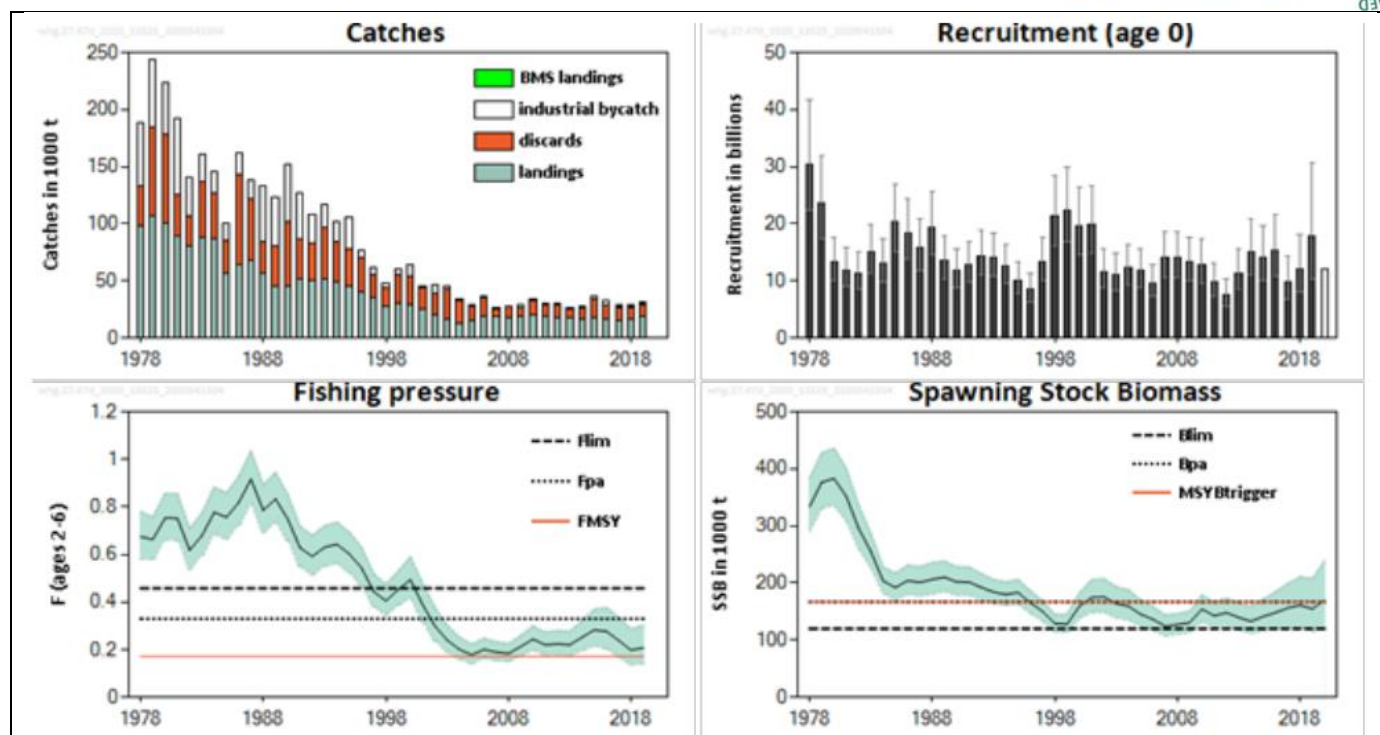 Catches
250
200
150
100
50
0
Catches in 1000 t
BMS landings
industrial bycatch
discards
landings
1978
1988
1998
2008
2018
Recruitment (age 0)
50
40
30
20
10
0
Recruitment in billions
1978
1988
1998
2008
2018
Fishing pressure
1.2
1
0.8
0.6
0.4
0.2
0
F (ages 2-6)
Flim
Fpa
FMSY
1978
1988
1998
2008
2018
Spawning Stock Biomass
500
400
300
200
100
0
SSB in 1000 t
Blim
Bpa
MSYBtrigger
1978
1988
1998
2008
2018